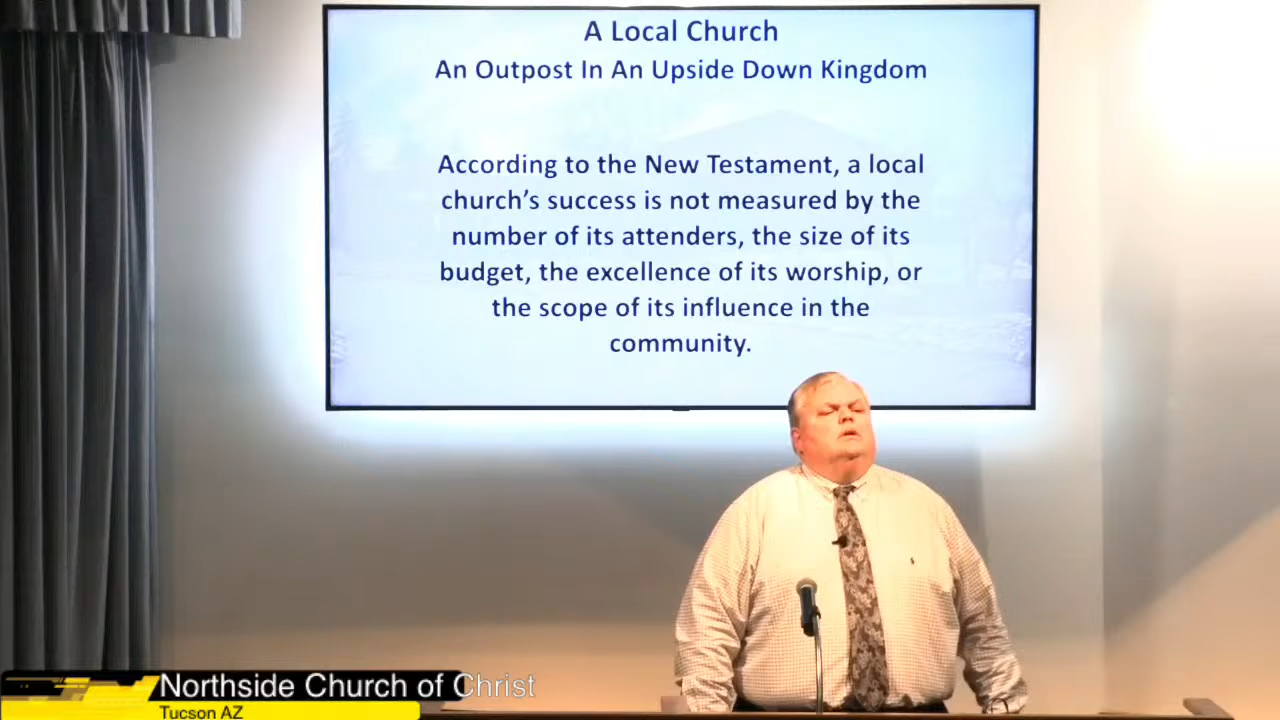 A Local Church
An Outpost In An Upside Down Kingdom
According to the New Testament, a local
church's success is not measured by the
number of its attenders, the size of its
budget, the excellence of its worship, or
the scope of its influence in the
community.
Northside Church of Christ
Tucson AZ